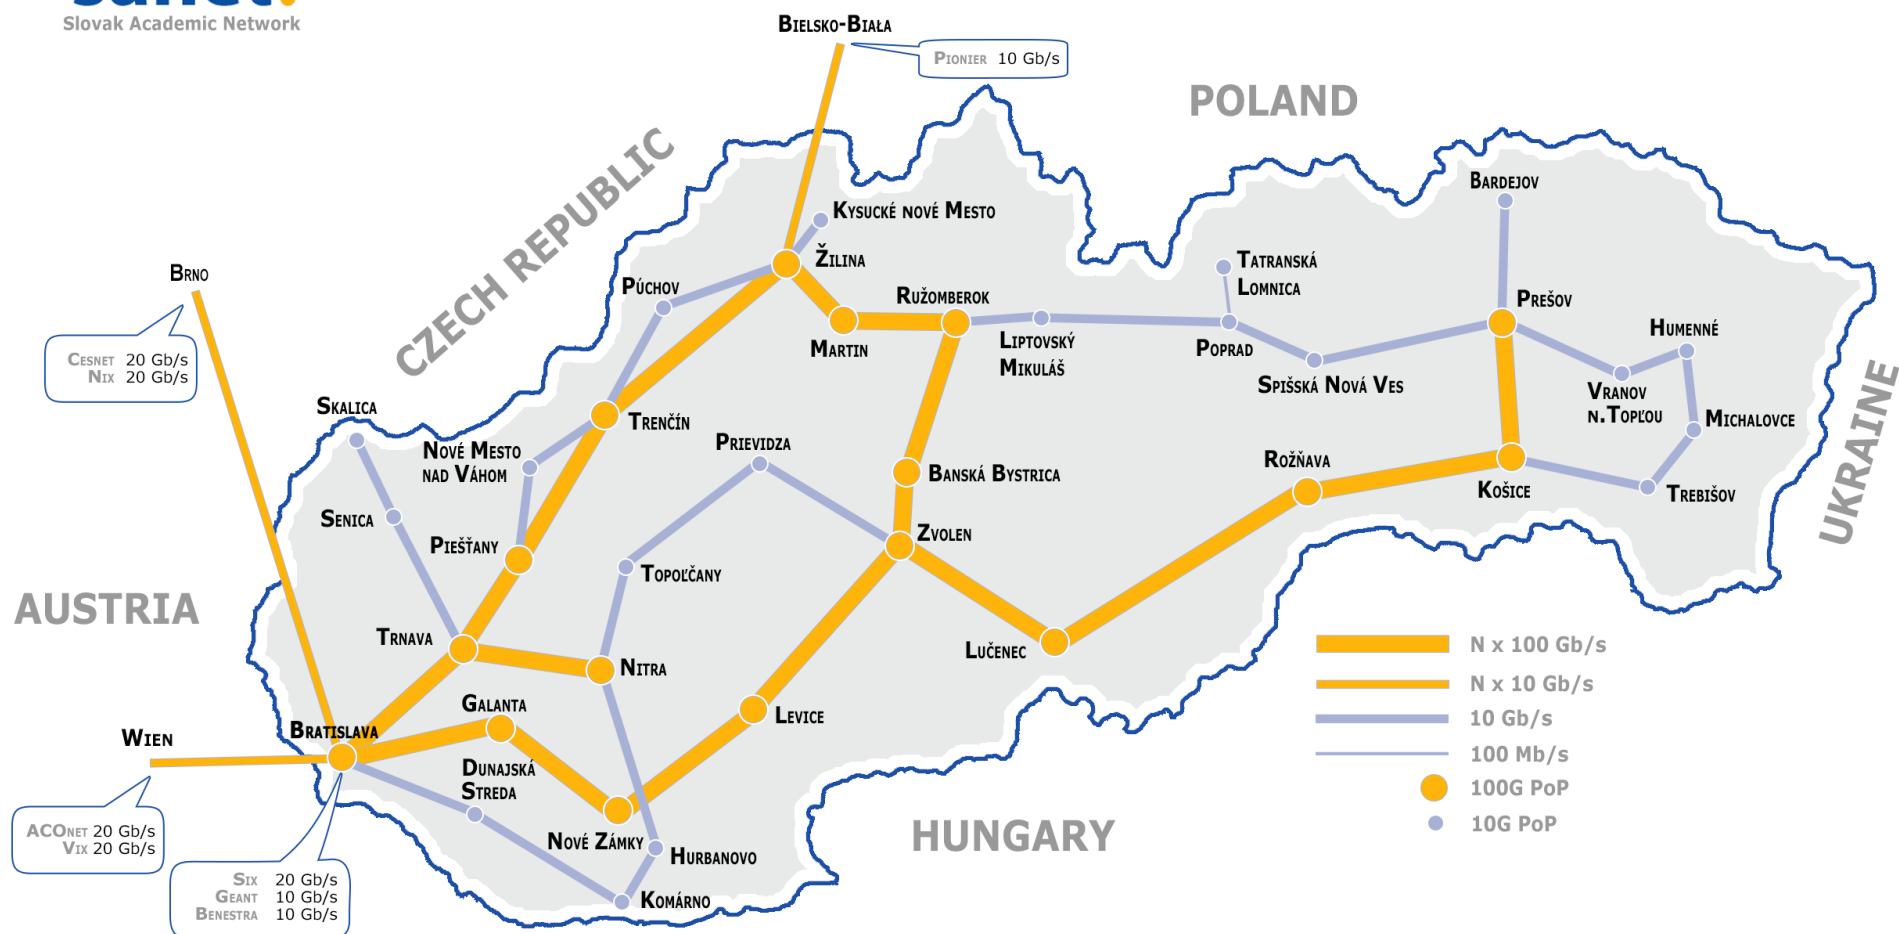 sanet
Slovak Academic Network
BIELSKO-BIAŁA
PIONIER 10 Gb/s
POLAND
CZECH REPUBLIC
BARDEJOV
KYSUCKÉ NOVÉ MESTO
ŽILINA
TATRANSKÁ
LOMNICA
BRNO
PÚCHOV
RUŽOMBEROK
PREŠOV
HUMENNÉ
CESNET 20 Gb/s
NIX 20 Gb/s
MARTIN
LIPTOVSKÝ
MIKULÁŠ
POPRAD
SPIŠSKÁ NOVÁ VES
VRANOV
N.TOPĽOU
MICHALOVCE
UKRAINE
SKALICA
TRENČÍN
NOVÉ MESTO
NAD VÁHOM
PRIEVIDZA
BANSKÁ BYSTRICA
ROŽŇAVA
KOŠICE
TREBIŠOV
SENICA
PIEŠŤANY
ZVOLEN
TOPOĽČANY
AUSTRIA
TRNAVA
NITRA
LUČENEC
N x 100 Gb/s
N x 10 Gb/s
10 Gb/s
100 Mb/s
100G PoP
10G PoP
GALANTA
LEVICE
BRATISLAVA
WIEN
DUNAJSKÁ
STREDA
ACONET 20 Gb/s
VIX 20 Gb/s
NOVÉ ZÁMKY
HURBANOVO
HUNGARY
SIX 20 Gb/s
GEANT 10 Gb/s
BENESTRA 10 Gb/s
KOMÁRNO